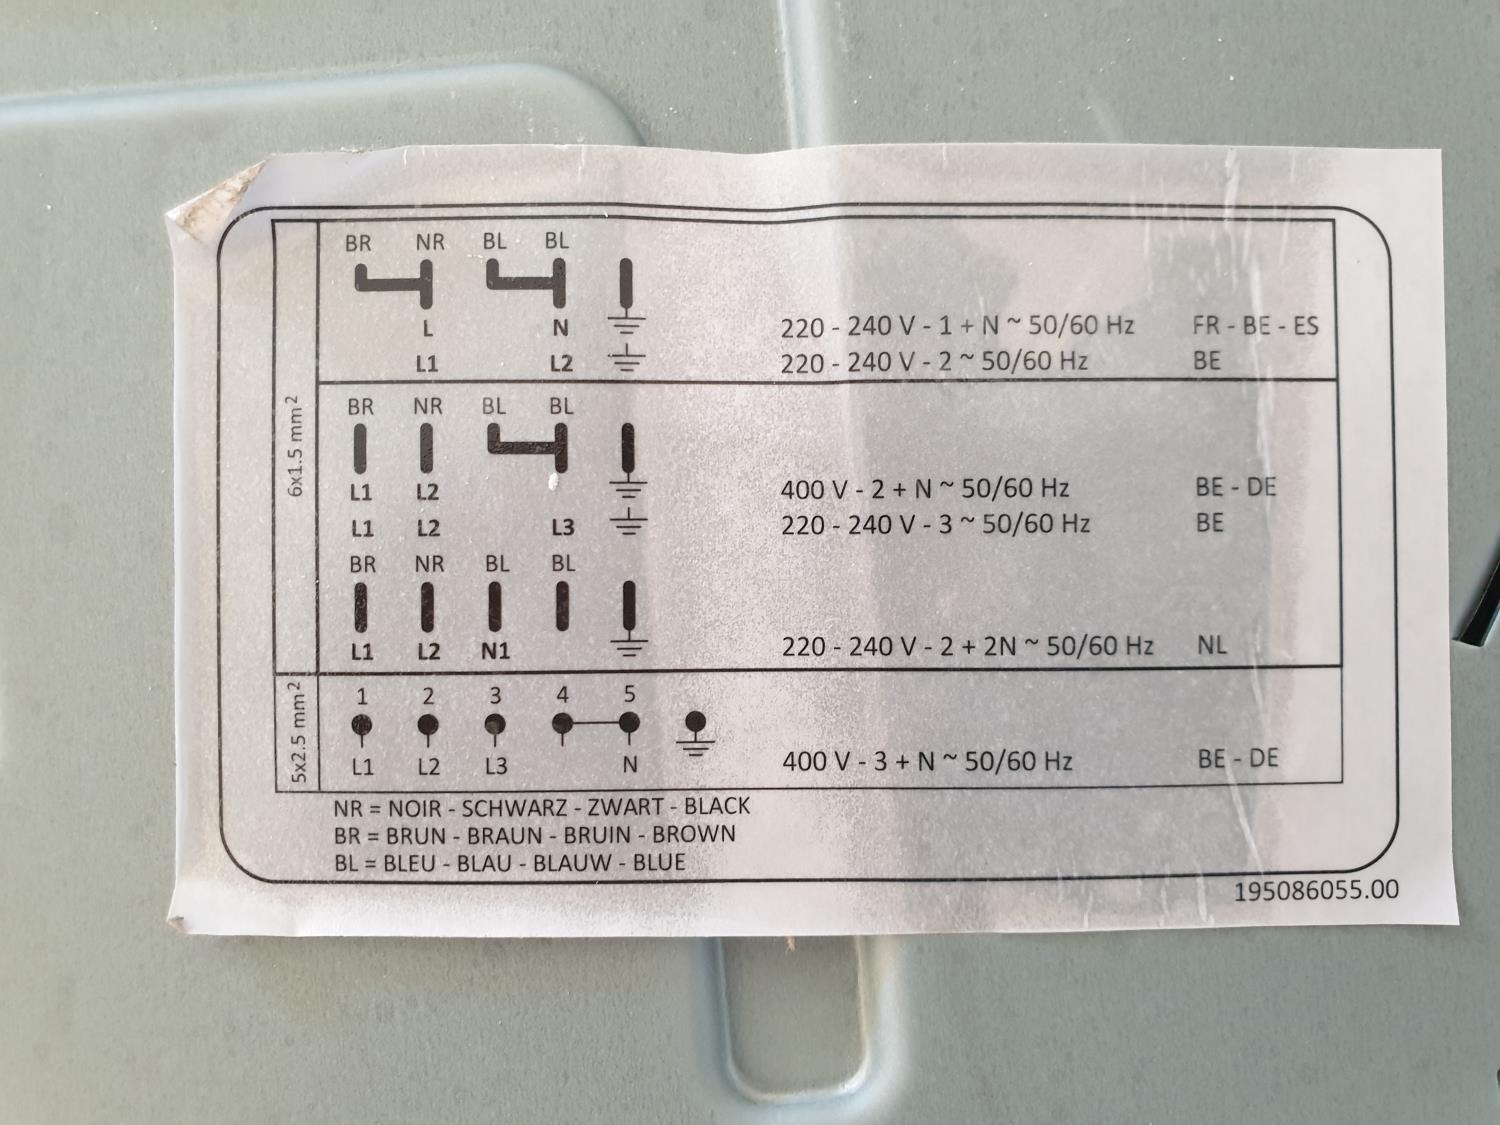 BR NR BL BL
L N 220 - 240 V - 1 + N ~ 50/60 Hz FR - BE - ES
L1 L2 220 - 240 V - 2 ~ 50/60 Hz BE
6x1.5 mm²
BR NR BL BL
L1 L2 400 V - 2 + N ~ 50/60 Hz BE - DE
L1 L2 L3 220 - 240 V - 3 ~ 50/60 Hz BE
BR NR BL BL
L1 L2 N1 220 - 240 V - 2 + 2N ~ 50/60 Hz NL
5x2.5 mm²
1 2 3 4 5
L1 L2 L3 N 400 V - 3 + N ~ 50/60 Hz BE - DE
NR = NOIR - SCHWARZ - ZWART - BLACK
BR = BRUN - BRAUN - BRUIN - BROWN
BL = BLEU - BLAU - BLAUW - BLUE
195086055.00